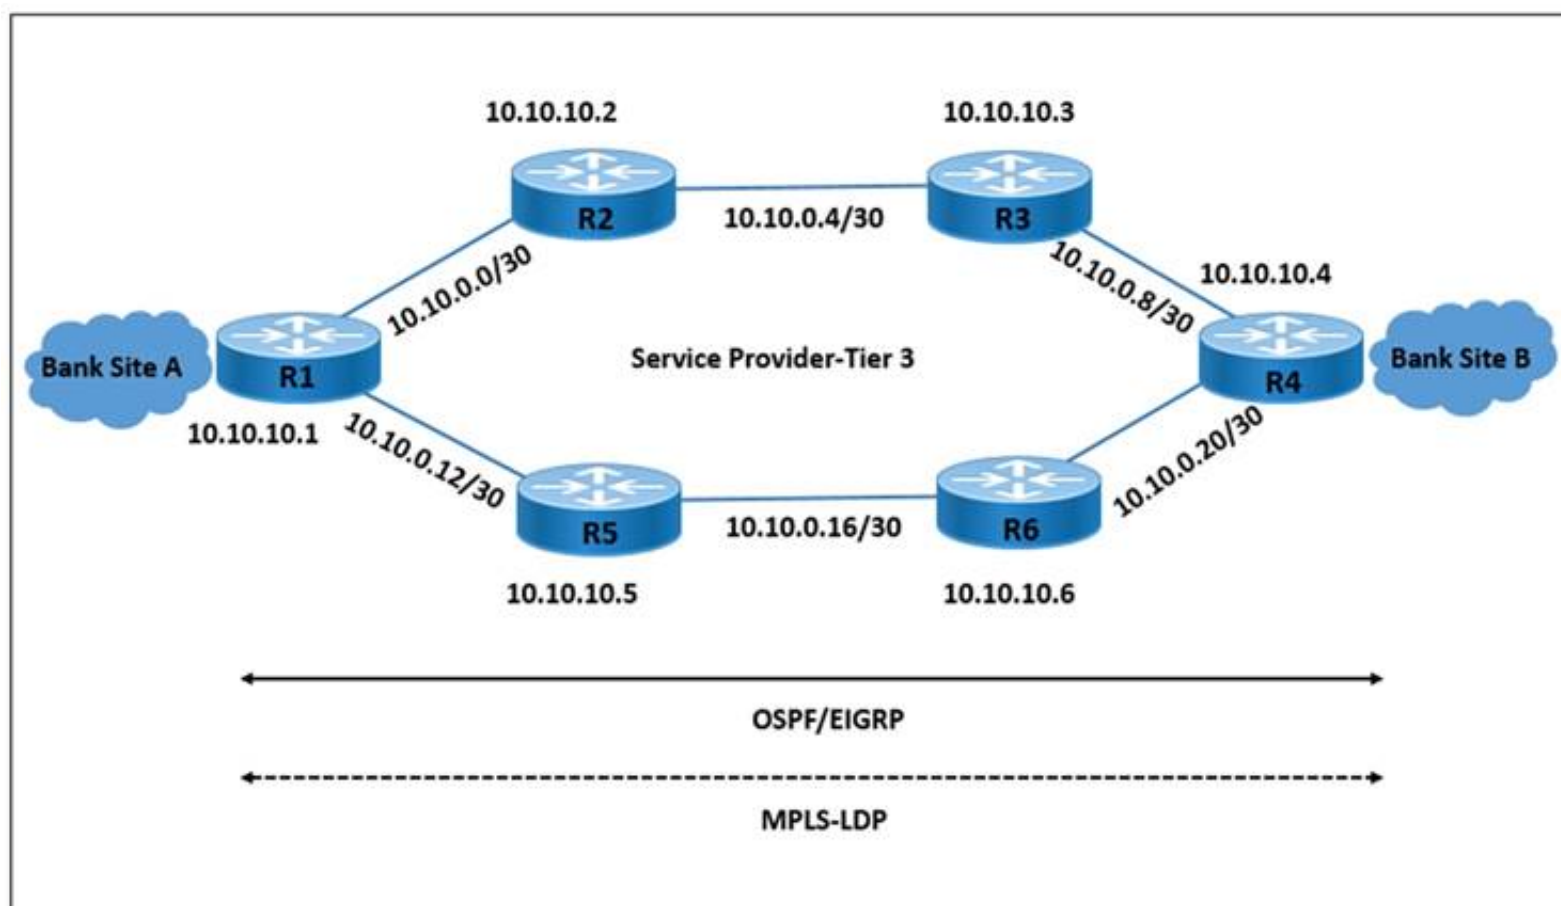 10.10.10.2
10.10.10.3
R2
10.10.0.4/30
R3
10.10.0.0/30
10.10.0.8/30
10.10.10.4
Bank Site A
R1
Service Provider-Tier 3
R4
Bank Site B
10.10.10.1
10.10.0.12/30
R5
10.10.0.16/30
R6
10.10.0.20/30
10.10.10.5
10.10.10.6
OSPF/EIGRP
MPLS-LDP